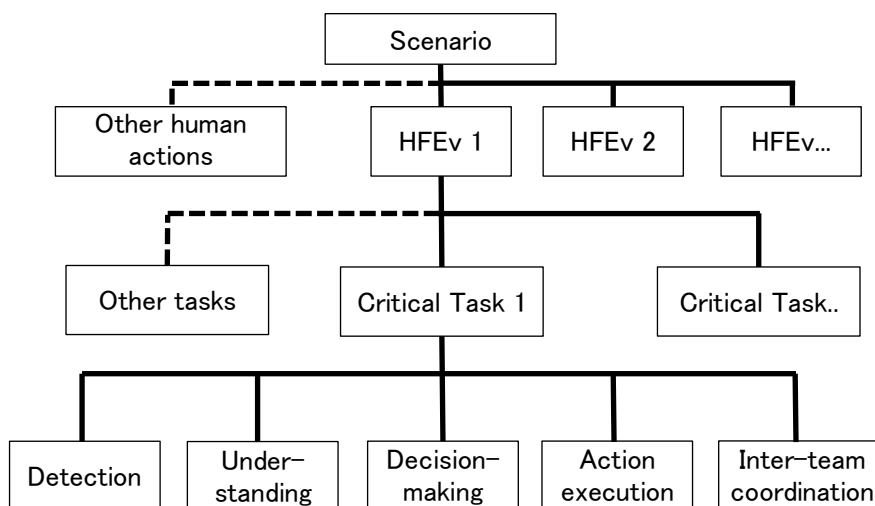 Scenario
Other human
actions
HFEv 1
HFEv 2
HFEv...
Other tasks
Critical Task 1
Critical Task..
Detection
Under-
standing
Decision-
making
Action
execution
Inter-team
coordination